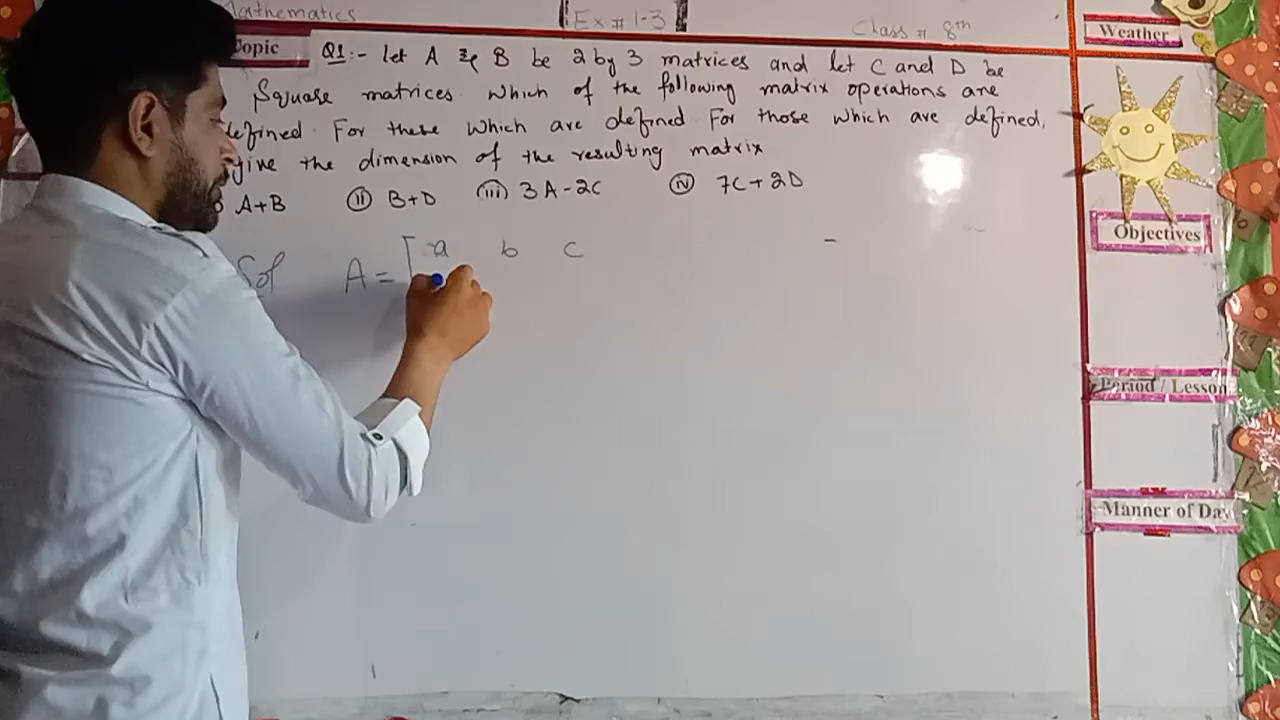 Mathematics
Ex # 1-3
Class # 8th
Topic
Q1:- let A & B be 2 by 3 matrices and let C and D be
Square matrices. Which of the following matrix operations are
defined. For these which are defined For those which are defined,
give the dimension of the resulting matrix
A+B (ii) B+D (iii) 3A-2C (iv) 7C+2D
Sol A = [ a b c
Weather
Objectives
Period / Lesson
Manner of Day